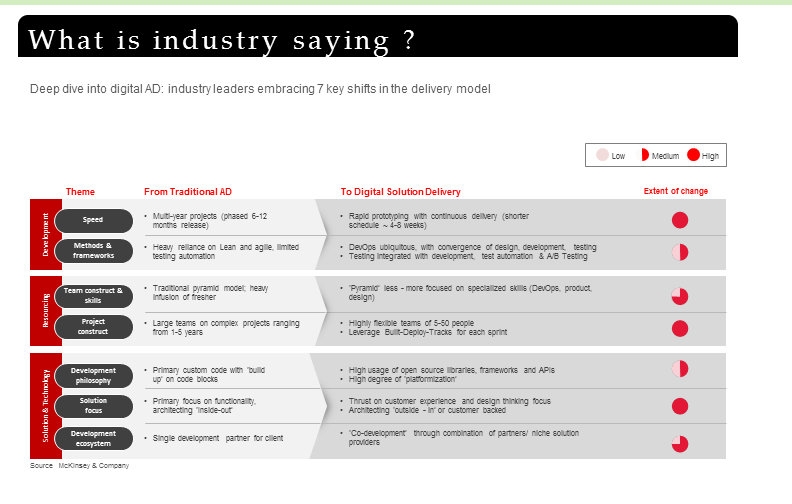 What is industry saying ?
Deep dive into digital AD: industry leaders embracing 7 key shifts in the delivery model
Low Medium High
Theme From Traditional AD To Digital Solution Delivery Extent of change
Development
Speed
• Multi-year projects (phased 6-12
months release)
• Rapid prototyping with continuous delivery (shorter
schedule ~ 4-8 weeks)
Methods &
frameworks
• Heavy reliance on Lean and agile, limited
testing automation
• DevOps ubiquitous, with convergence of design, development, testing
• Testing integrated with development, test automation & A/B Testing
Resourcing
Team construct &
skills
• Traditional pyramid model; heavy
infusion of fresher
• 'Pyramid' less - more focused on specialized skills (DevOps, product,
design)
Project
construct
• Large teams on complex projects ranging
from 1-5 years
• Highly flexible teams of 5-50 people
• Leverage Built-Deploy-Tracks for each sprint
Solution & Technology
Development
philosophy
• Primary custom code with 'build
up' on code blocks
• High usage of open source libraries, frameworks and APIs
• High degree of 'platformization'
Solution
focus
• Primary focus on functionality,
architecting 'inside-out'
• Thrust on customer experience and design thinking focus
• Architecting 'outside - in' or customer backed
Development
ecosystem
• Single development partner for client
• 'Co-development' through combination of partners/ niche solution
providers
Source McKinsey & Company